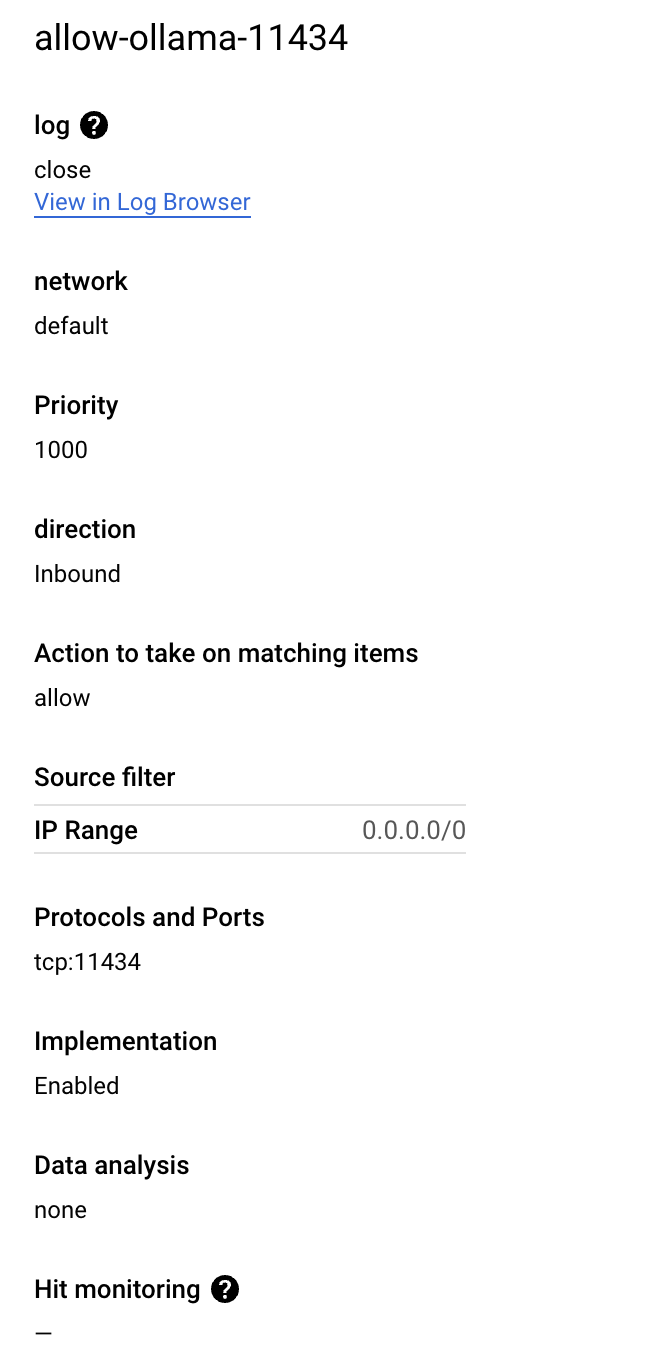 allow-ollama-11434
log ?
close
View in Log Browser
network
default
Priority
1000
direction
Inbound
Action to take on matching items
allow
Source filter
IP Range 0.0.0.0/0
Protocols and Ports
tcp:11434
Implementation
Enabled
Data analysis
none
Hit monitoring ?
—